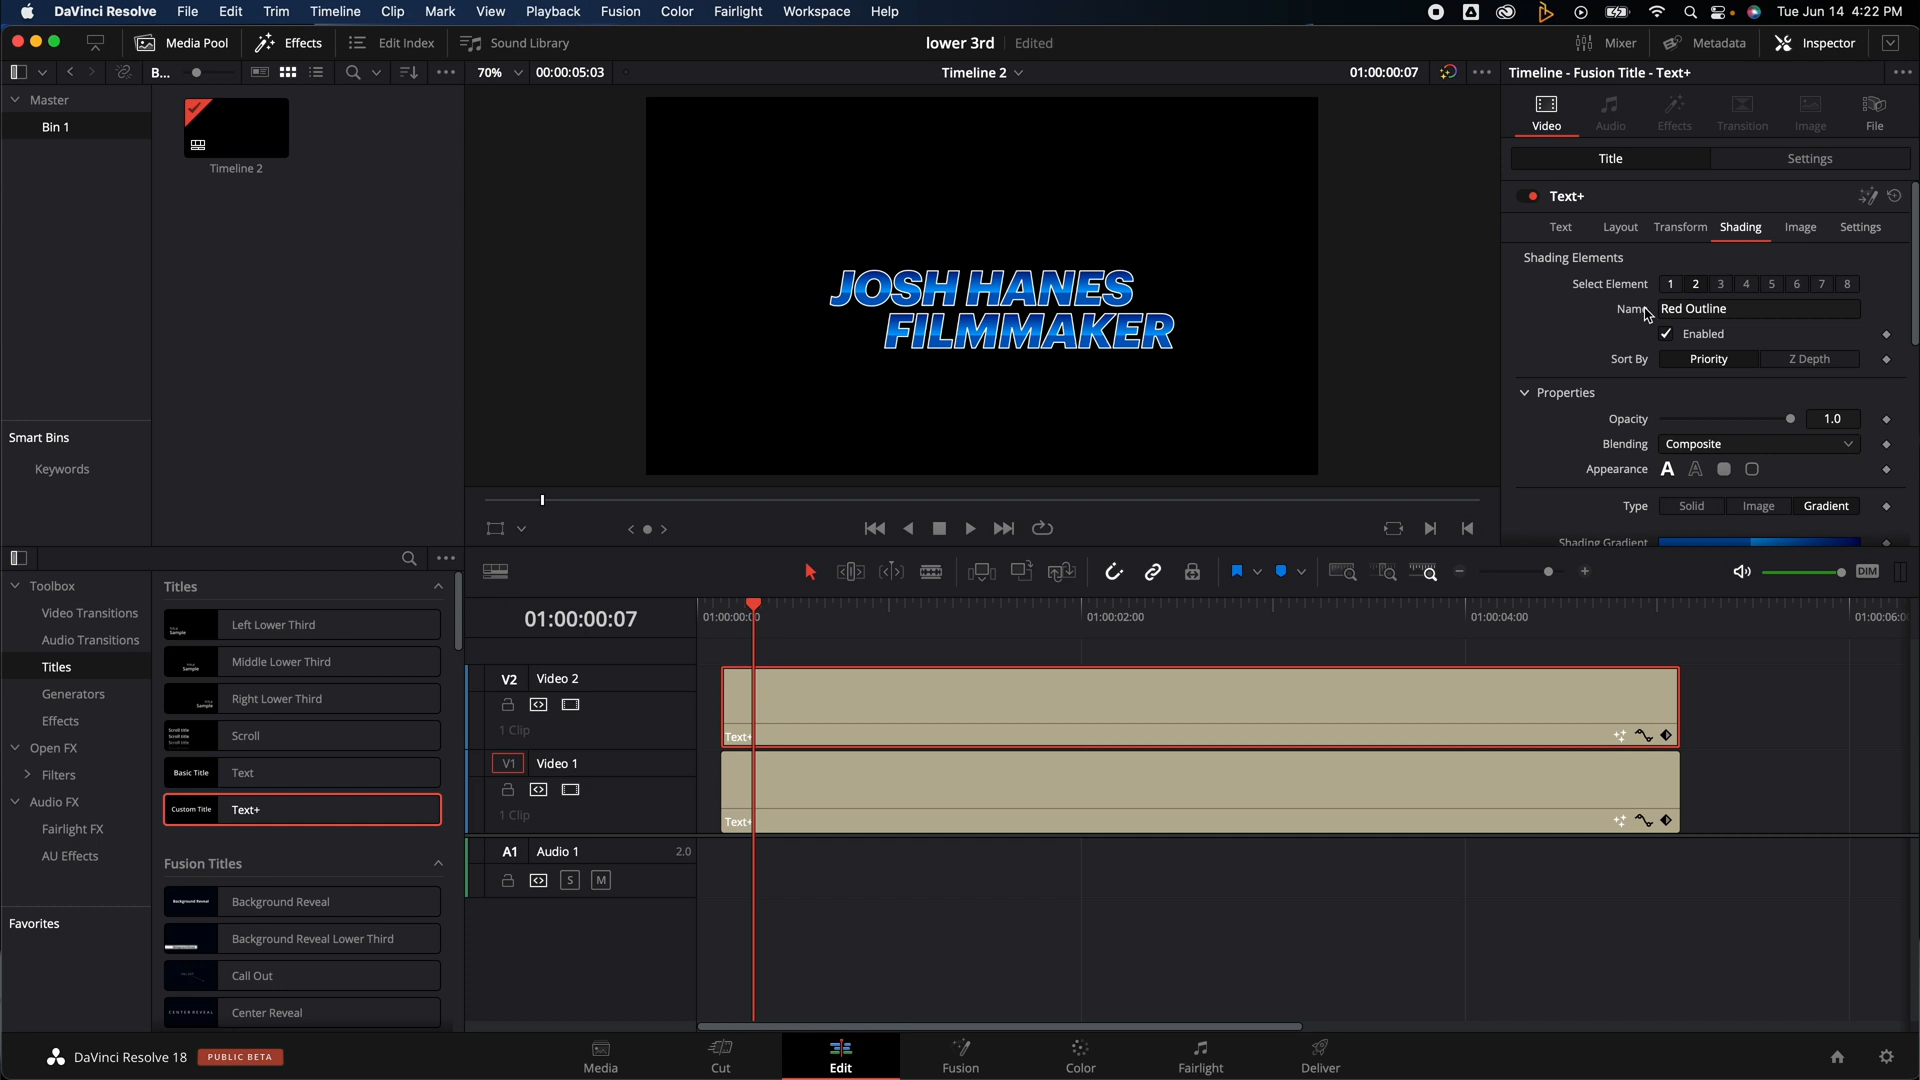 DaVinci Resolve File Edit Trim Timeline Clip Mark View Playback Fusion Color Fairlight Workspace Help Tue Jun 14 4:22 PM
Media Pool Effects Edit Index Sound Library lower 3rd Edited Mixer Metadata Inspector
B... 70% 00:00:05:03 Timeline 2 01:00:00:07 Timeline - Fusion Title - Text+
Master
Bin 1
Timeline 2
Smart Bins
Keywords
JOSH HANES
FILMMAKER
Video Audio Effects Transition Image File
Title Settings
Text+
Text Layout Transform Shading Image Settings
Shading Elements
Select Element 1 2 3 4 5 6 7 8
Name Red Outline
Enabled
Sort By Priority Z Depth
Properties
Opacity 1.0
Blending Composite
Appearance A A
Type Solid Image Gradient
Shading Gradient
DIM
Toolbox
Video Transitions
Audio Transitions
Titles
Generators
Effects
Open FX
Filters
Audio FX
Fairlight FX
AU Effects
Favorites
Titles
Left Lower Third
Middle Lower Third
Right Lower Third
Scroll
Basic Title Text
Custom Title Text+
Fusion Titles
Background Reveal Background Reveal
Background Reveal Lower Third
Call Out
CENTER REVEAL Center Reveal
01:00:00:07 01:00:00:00 01:00:02:00 01:00:04:00 01:00:06:0
V2 Video 2
1 Clip
Text+
V1 Video 1
1 Clip
Text+
A1 Audio 1 2.0
S M
DaVinci Resolve 18 PUBLIC BETA
Media Cut Edit Fusion Color Fairlight Deliver